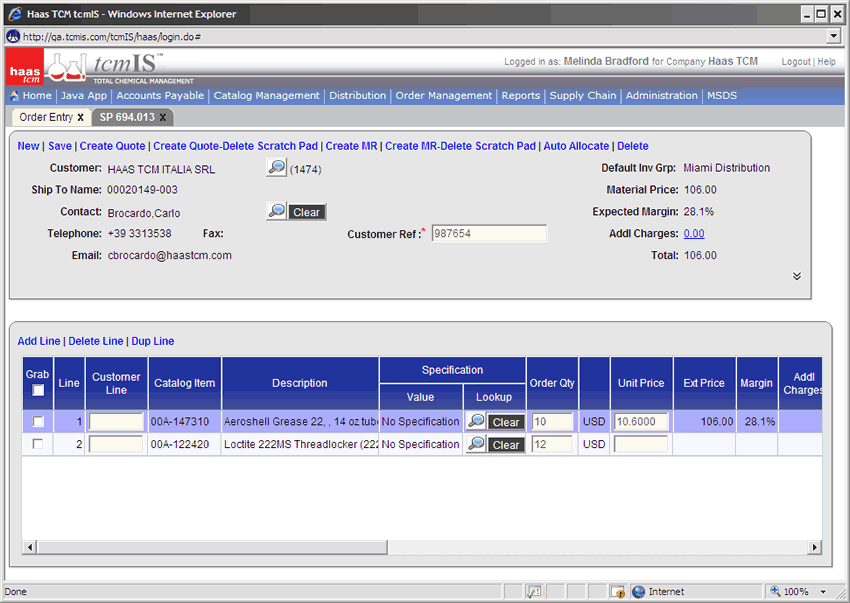 Haas TCM tcmIS - Windows Internet Explorer
http://qa.tcmis.com/tcmIS/haas/login.do#
haas tcm
tcmIS™
TOTAL CHEMICAL MANAGEMENT
Logged in as: Melinda Bradford for Company Haas TCM Logout | Help
Home | Java App | Accounts Payable | Catalog Management | Distribution | Order Management | Reports | Supply Chain | Administration | MSDS
Order Entry x SP 694.013 x
New | Save | Create Quote | Create Quote-Delete Scratch Pad | Create MR | Create MR-Delete Scratch Pad | Auto Allocate | Delete
Customer: HAAS TCM ITALIA SRL (1474) Default Inv Grp: Miami Distribution
Ship To Name: 00020149-003 Material Price: 106.00
Contact: Brocardo,Carlo Clear Expected Margin: 28.1%
Telephone: +39 3313538 Fax: Customer Ref :* 987654 Addl Charges: 0.00
Email: cbrocardo@haastcm.com Total: 106.00
Add Line | Delete Line | Dup Line
Grab Line Customer Line Catalog Item Description Specification Value Lookup Order Qty Unit Price Ext Price Margin Addl Charges
1 00A-147310 Aeroshell Grease 22, , 14 oz tube No Specification Clear 10 USD 10.6000 106.00 28.1%
2 00A-122420 Loctite 222MS Threadlocker (222 No Specification Clear 12 USD
Done Internet 100%